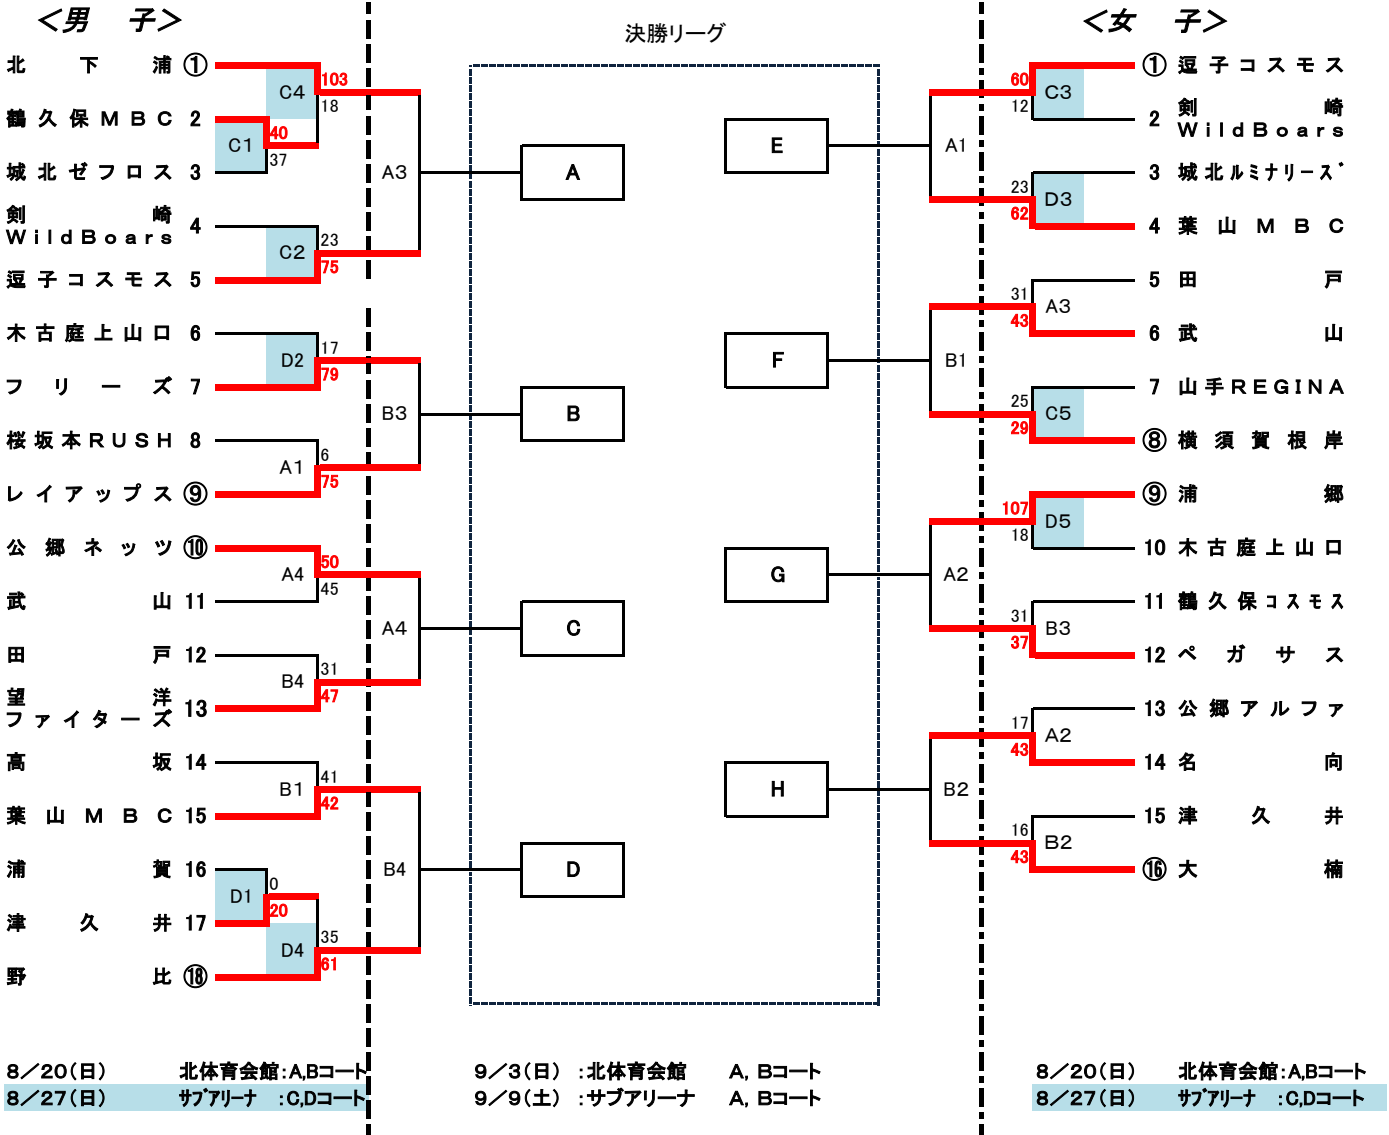 ＜男　子＞
決勝リーグ
＜女　子＞
北下浦 ①
鶴久保ＭＢＣ 2
城北ゼフロス 3
剣崎
ＷｉｌｄＢｏａｒｓ 4
逗子コスモス 5
木古庭上山口 6
フリーズ 7
桜坂本ＲＵＳＨ 8
レイアップス ⑨
公郷ネッツ ⑩
武山 11
田戸 12
望洋
ファイターズ 13
高坂 14
葉山ＭＢＣ 15
浦賀 16
津久井 17
野比 ⑱
C4 103
18
C1 40
37
C2 23
75
A3
D2 17
79
A1 6
75
B3
A4 50
45
B4 31
47
A4
B1 41
42
D1 0
20
D4 35
61
B4
A
B
C
D
E
F
G
H
A1
60 C3
12
23 D3
62
B1
31 A3
43
25 C5
29
A2
107 D5
18
31 B3
37
B2
17 A2
43
16 B2
43
① 逗子コスモス
2 剣崎
ＷｉｌｄＢｏａｒｓ
3 城北ルミナリーズ
4 葉山ＭＢＣ
5 田戸
6 武山
7 山手ＲＥＧＩＮＡ
⑧ 横須賀根岸
⑨ 浦郷
10 木古庭上山口
11 鶴久保コスモス
12 ペガサス
13 公郷アルファ
14 名向
15 津久井
⑯ 大楠
8／20（日）　北体育会館：A,Bコート
8／27（日）　サブアリーナ　：C,Dコート
9／3（日）　：北体育会館　A，Bコート
9／9（土）　：サブアリーナ　A，Bコート
8／20（日）　北体育会館：A,Bコート
8／27（日）　サブアリーナ　：C,Dコート